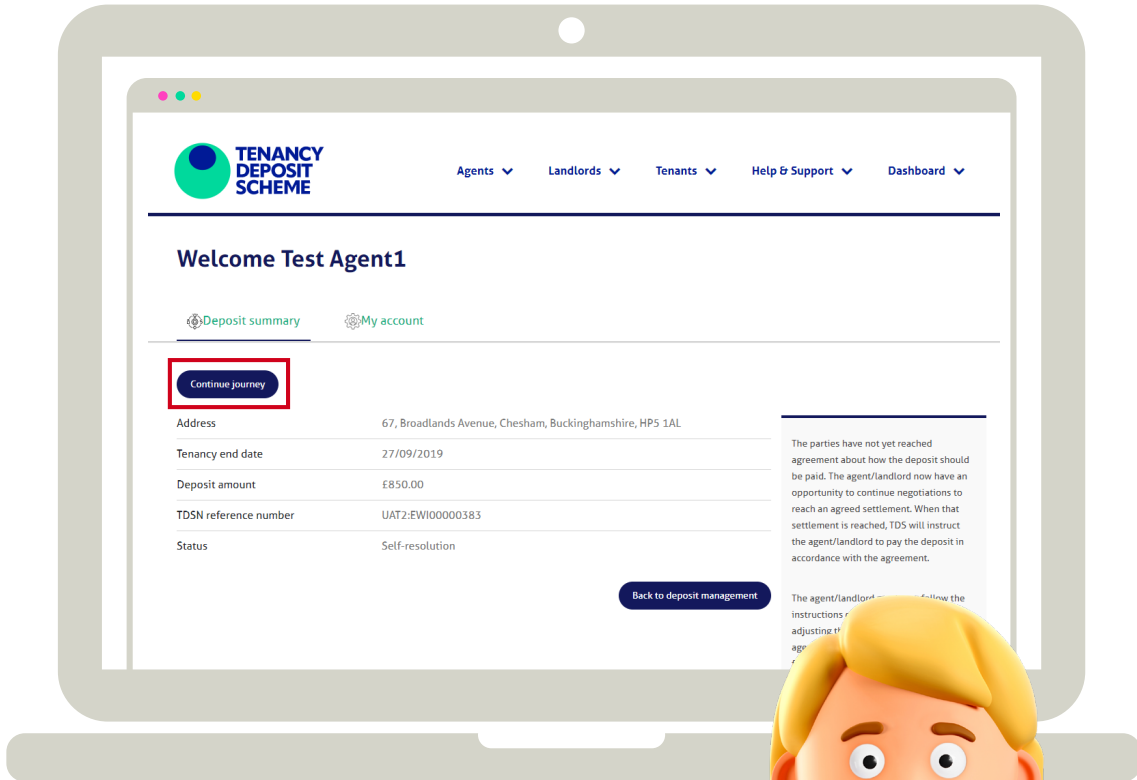 TENANCY
DEPOSIT
SCHEME
Agents
Landlords
Tenants
Help & Support
Dashboard
Welcome Test Agent1
Deposit summary
My account
Continue journey
Address 67, Broadlands Avenue, Chesham, Buckinghamshire, HP5 1AL
Tenancy end date 27/09/2019
Deposit amount £850.00
TDSN reference number UAT2:EWI00000383
Status Self-resolution
Back to deposit management
The parties have not yet reached
agreement about how the deposit should
be paid. The agent/landlord now have an
opportunity to continue negotiations to
reach an agreed settlement. When that
settlement is reached, TDS will instruct
the agent/landlord to pay the deposit in
accordance with the agreement.
The agent/landlord follow the
instructions
adjusting